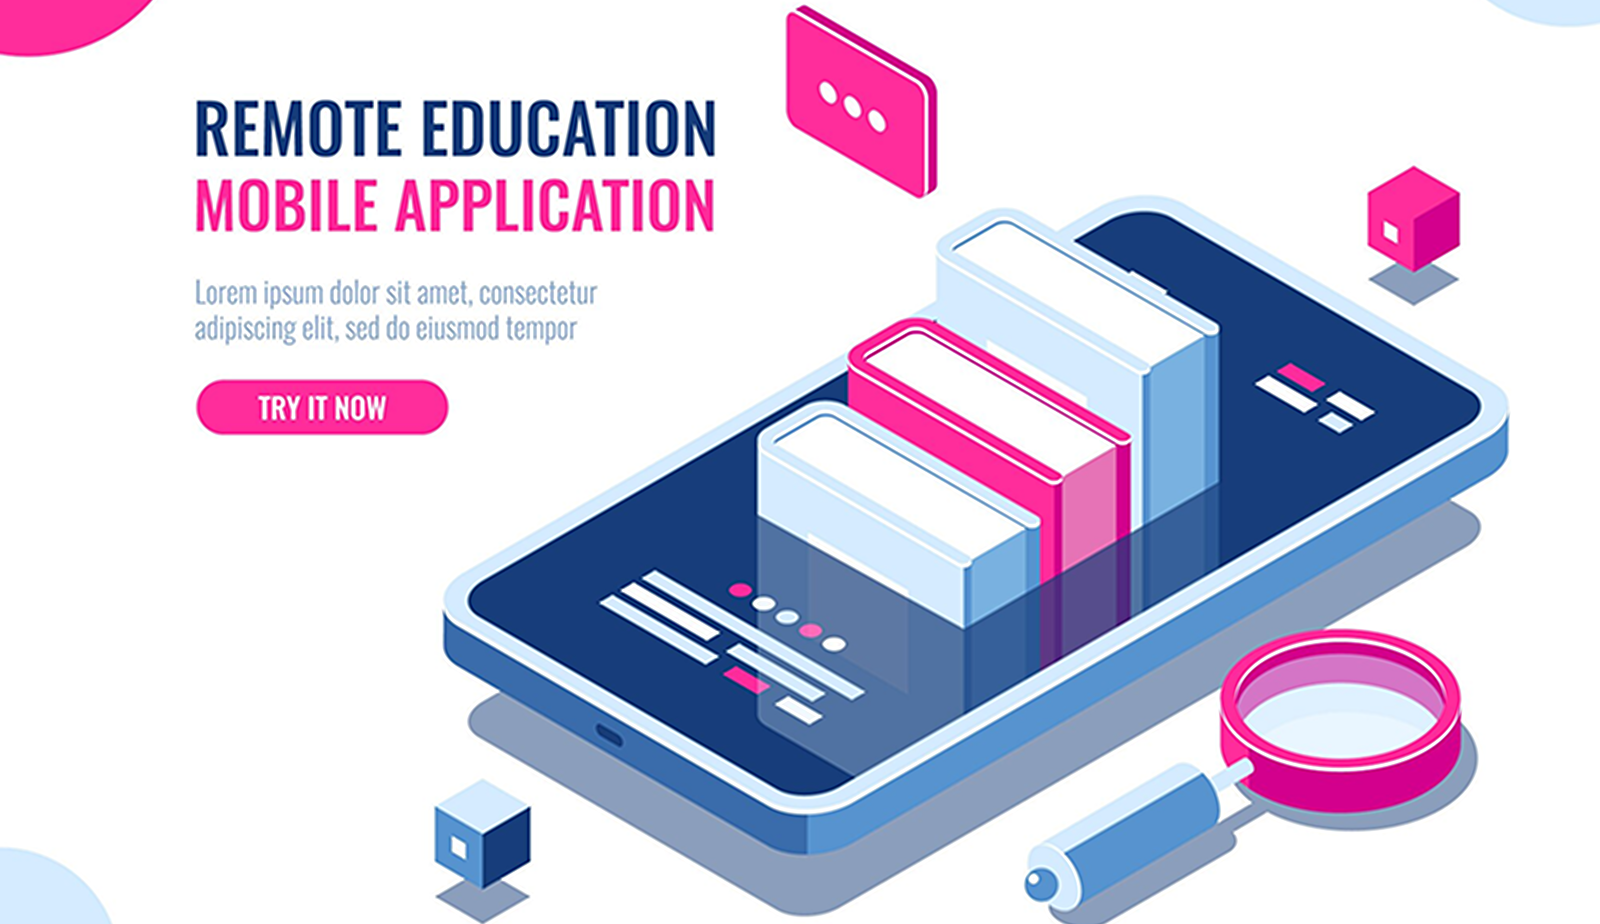 REMOTE EDUCATION
MOBILE APPLICATION
Lorem ipsum dolor sit amet, consectetur
adipiscing elit, sed do eiusmod tempor
TRY IT NOW